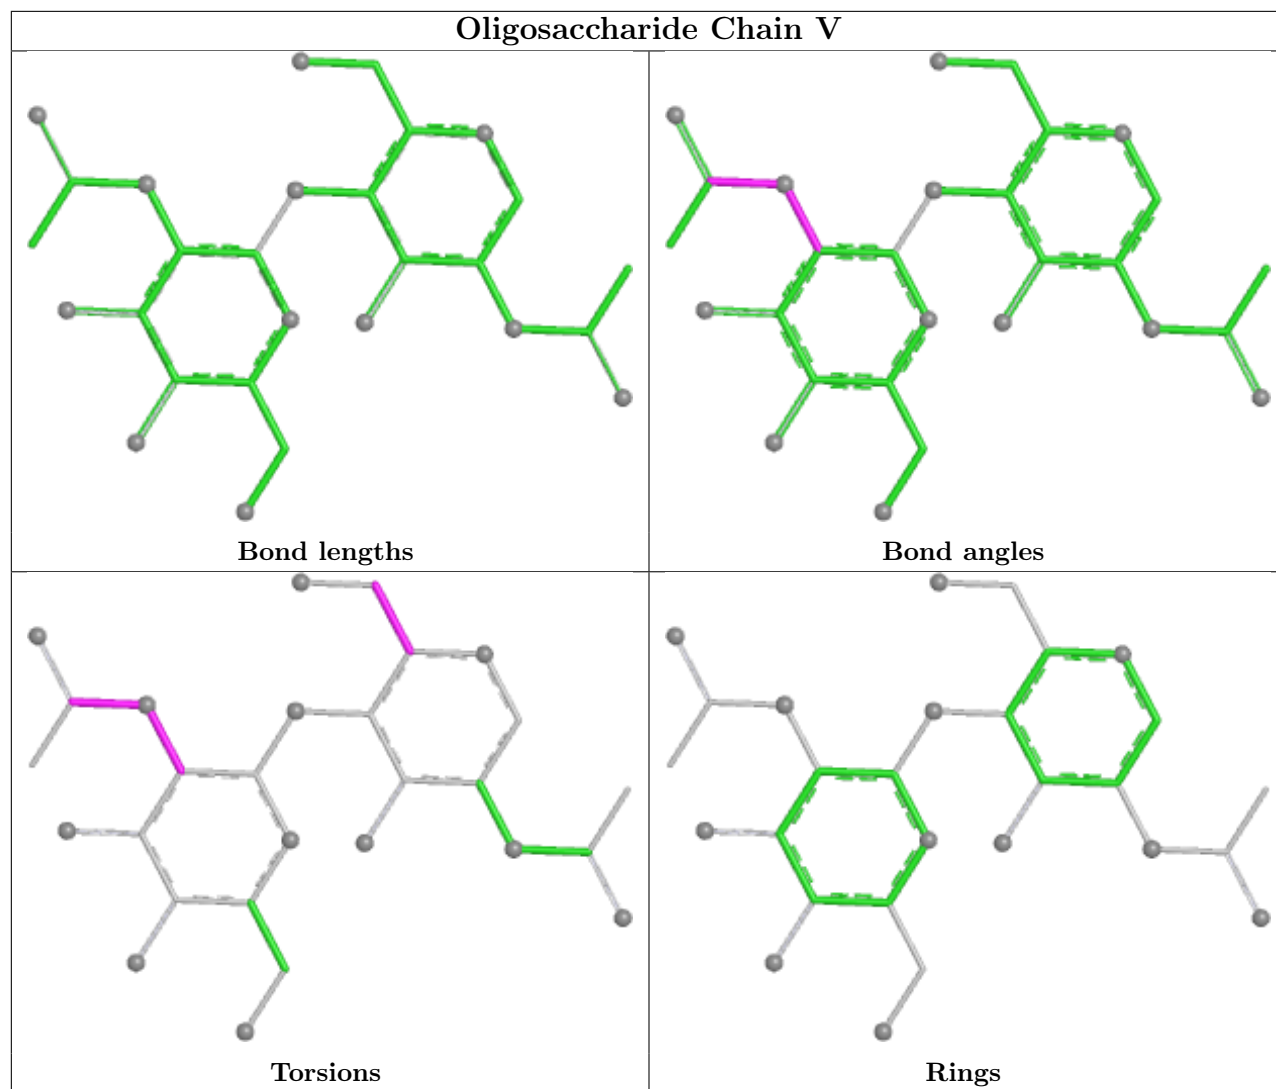 Oligosaccharide Chain V
Bond lengths
Bond angles
Torsions
Rings